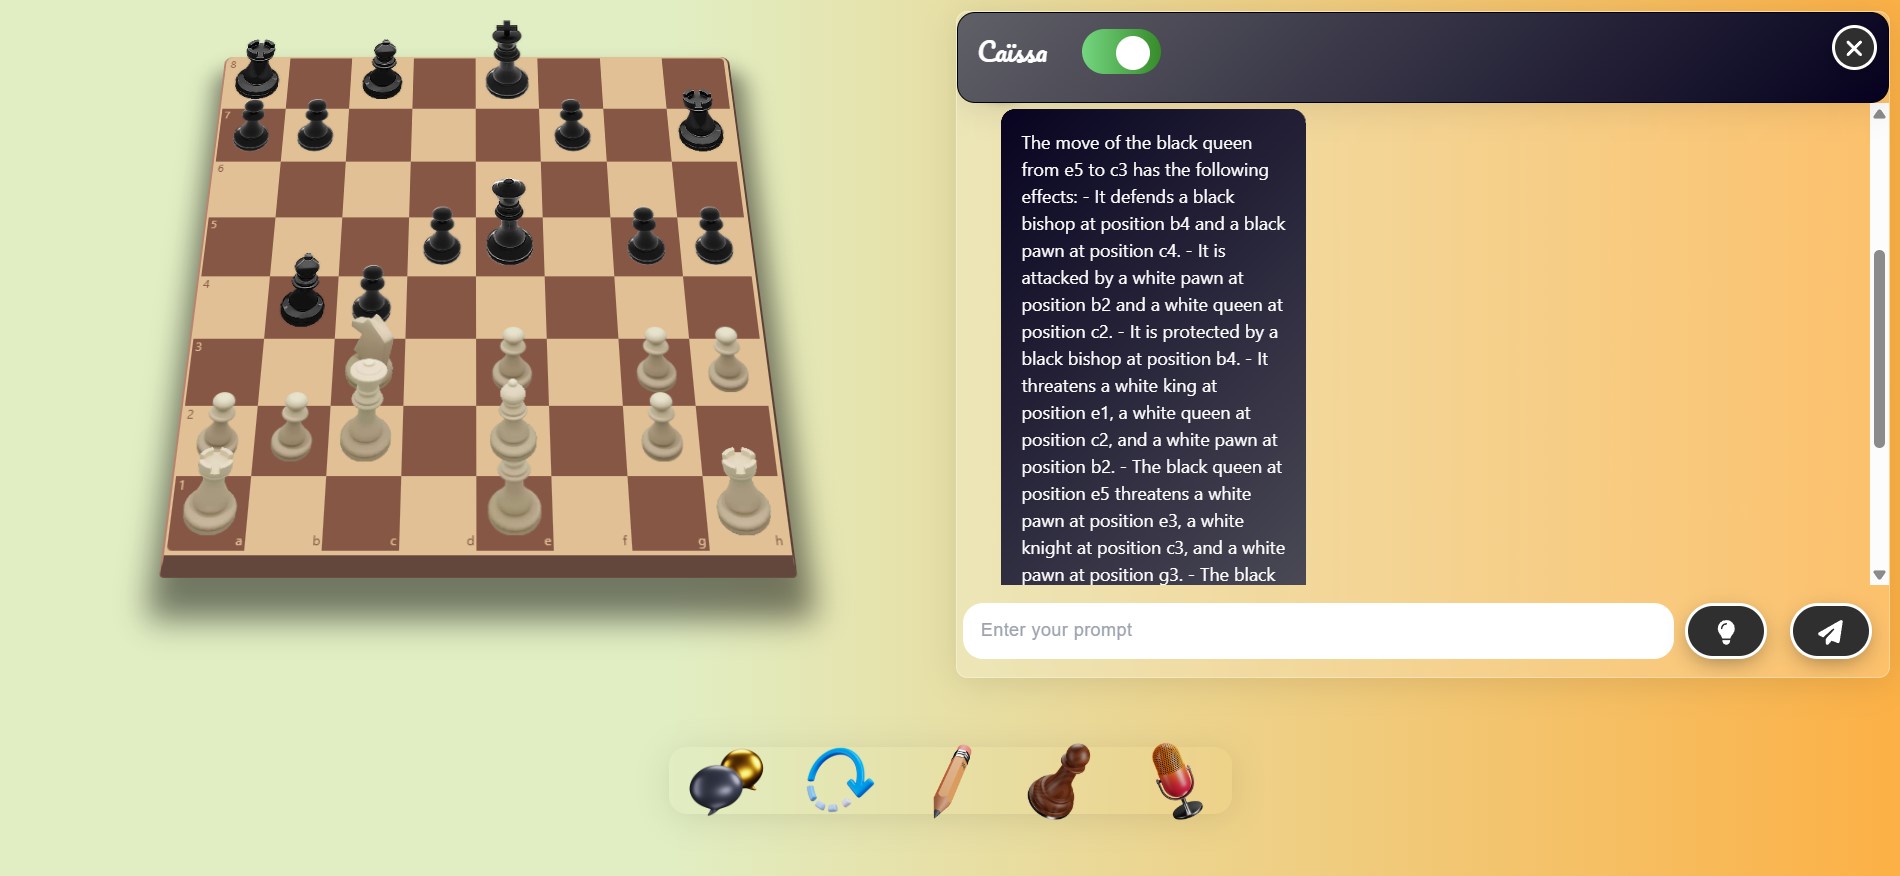 8
7
6
5
4
3
2
1
a b c d e f g h
Caïssa
The move of the black queen
from e5 to c3 has the following
effects: - It defends a black
bishop at position b4 and a black
pawn at position c4. - It is
attacked by a white pawn at
position b2 and a white queen at
position c2. - It is protected by a
black bishop at position b4. - It
threatens a white king at
position e1, a white queen at
position c2, and a white pawn at
position b2. - The black queen at
position e5 threatens a white
pawn at position e3, a white
knight at position c3, and a white
pawn at position g3. - The black
Enter your prompt